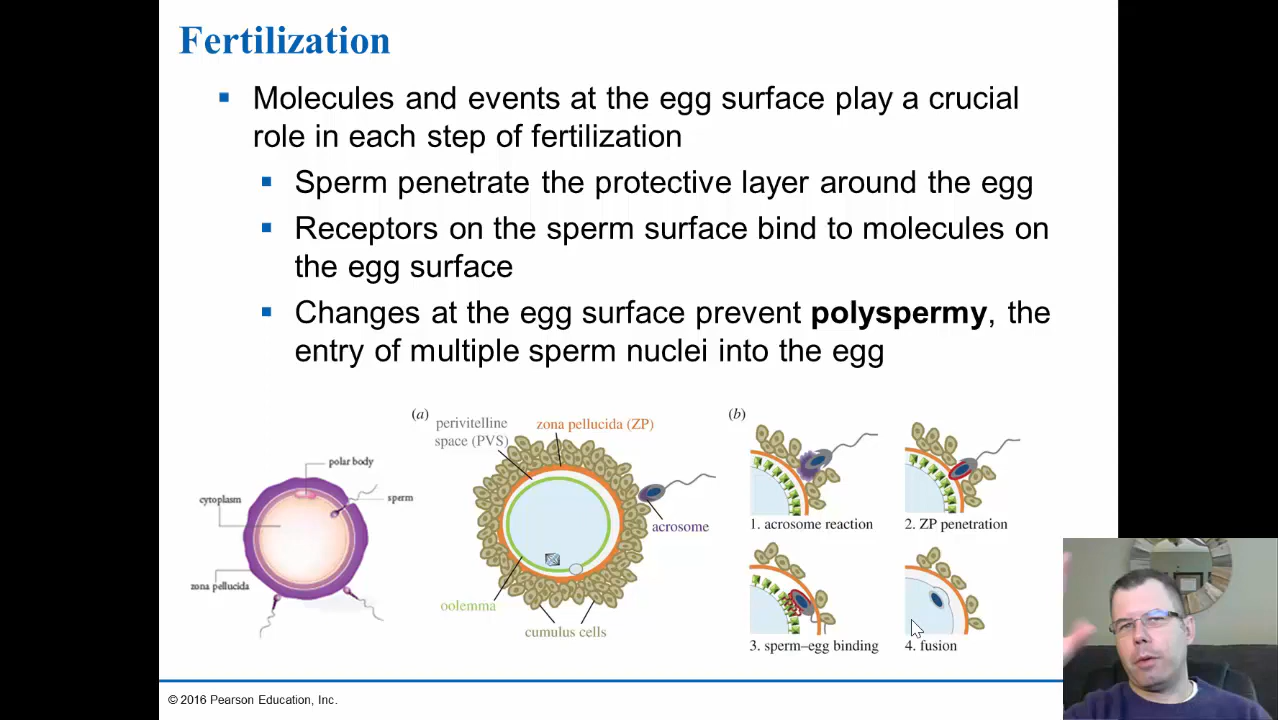 Fertilization
▪ Molecules and events at the egg surface play a crucial
role in each step of fertilization
▪ Sperm penetrate the protective layer around the egg
▪ Receptors on the sperm surface bind to molecules on
the egg surface
▪ Changes at the egg surface prevent polyspermy, the
entry of multiple sperm nuclei into the egg
polar body
cytoplasm
sperm
zona pellucida
(a)
perivitelline
space (PVS)
zona pellucida (ZP)
acrosome
oolemma
cumulus cells
(b)
1. acrosome reaction
2. ZP penetration
3. sperm–egg binding
4. fusion
© 2016 Pearson Education, Inc.